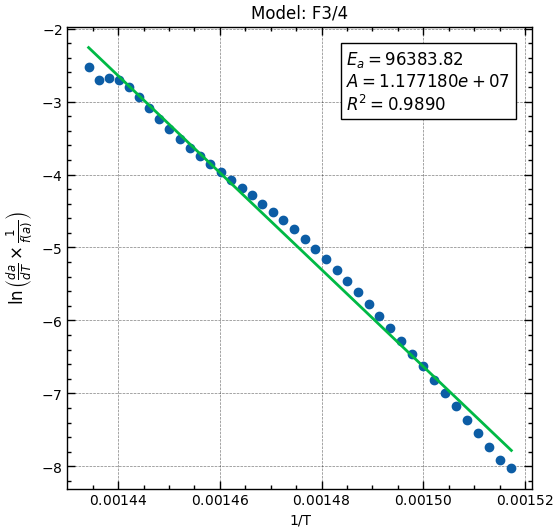 Model: F3/4
E_a = 96383.82
A = 1.177180e + 07
R^2 = 0.9890
ln(da/dT × 1/f(a))
−2
−3
−4
−5
−6
−7
−8
0.00144 0.00146 0.00148 0.00150 0.00152
1/T